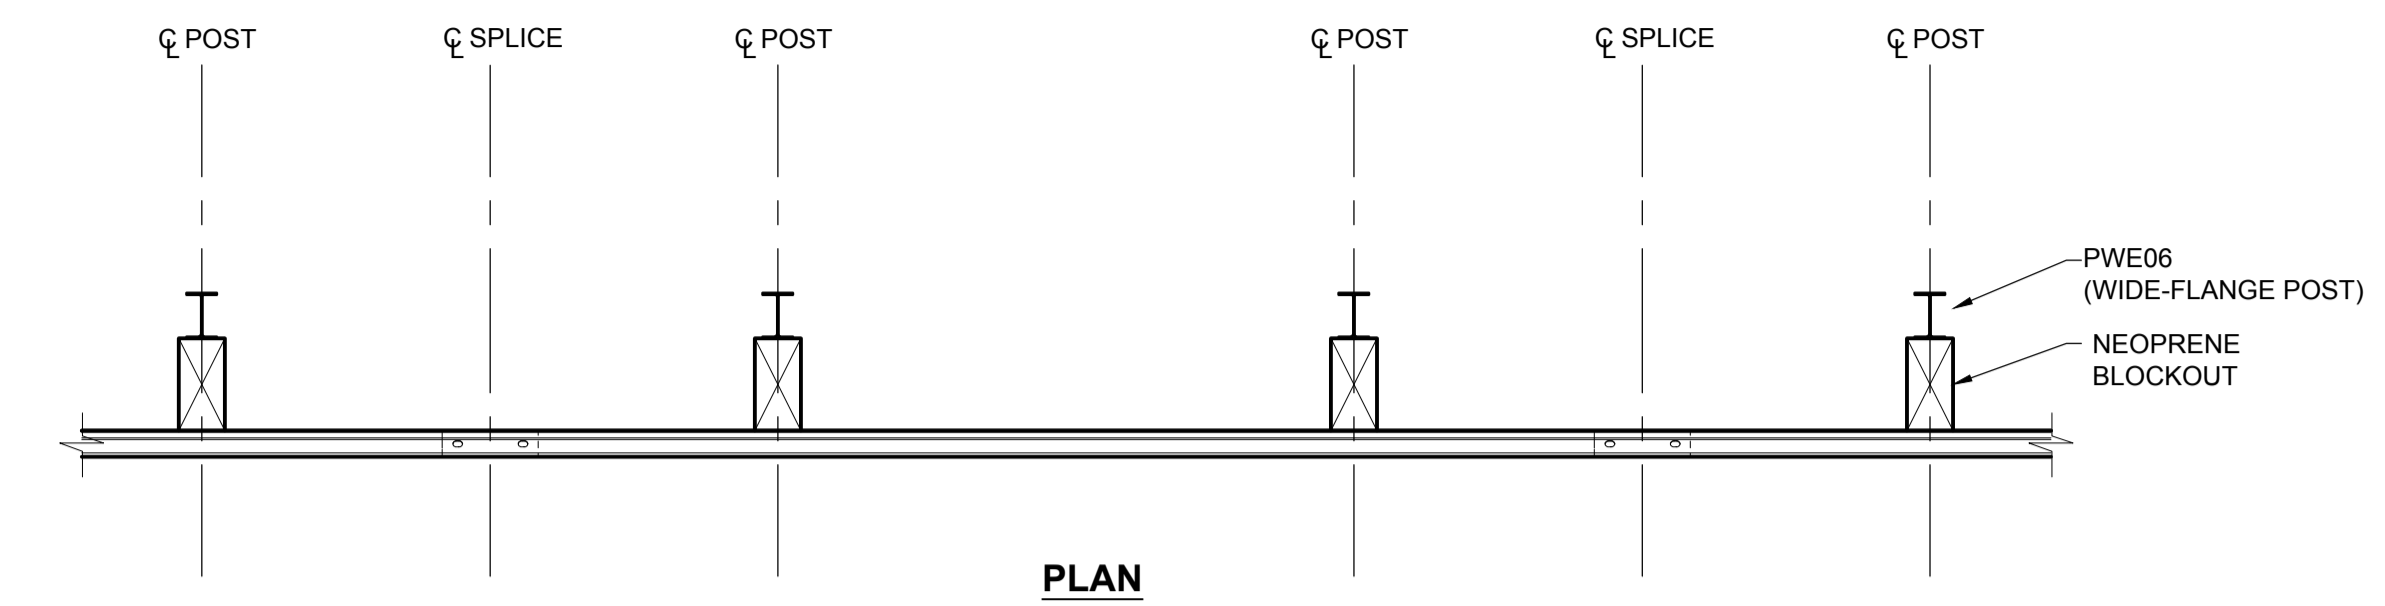 ℄ POST
℄ SPLICE
℄ POST
℄ POST
℄ SPLICE
℄ POST
PWE06
(WIDE-FLANGE POST)
NEOPRENE
BLOCKOUT
PLAN